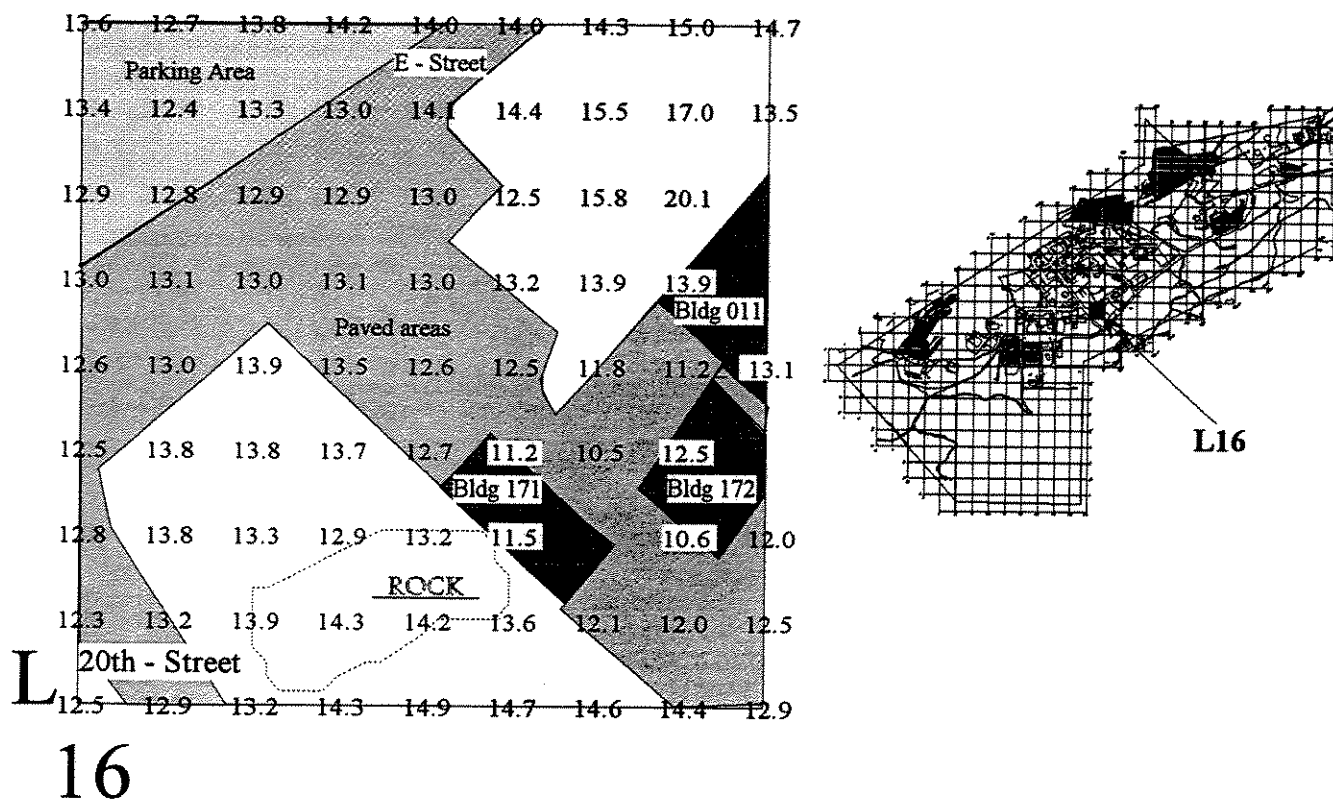 13.6 12.7 13.8 14.2 14.0 14.0 14.3 15.0 14.7
E - Street
Parking Area
13.4 12.4 13.3 13.0 14.1 14.4 15.5 17.0 13.5
12.9 12.8 12.9 12.9 13.0 12.5 15.8 20.1
13.0 13.1 13.0 13.1 13.0 13.2 13.9 13.9
Bldg 011
Paved areas
12.6 13.0 13.9 13.5 12.6 12.5 11.8 11.2 13.1
12.5 13.8 13.8 13.7 12.7 11.2 10.5 12.5
Bldg 171 Bldg 172
12.8 13.8 13.3 12.9 13.2 11.5 10.6 12.0
ROCK
12.3 13.2 13.9 14.3 14.2 13.6 12.1 12.0 12.5
20th - Street
L
12.5 12.9 13.2 14.3 14.9 14.7 14.6 14.4 12.9
16
L16